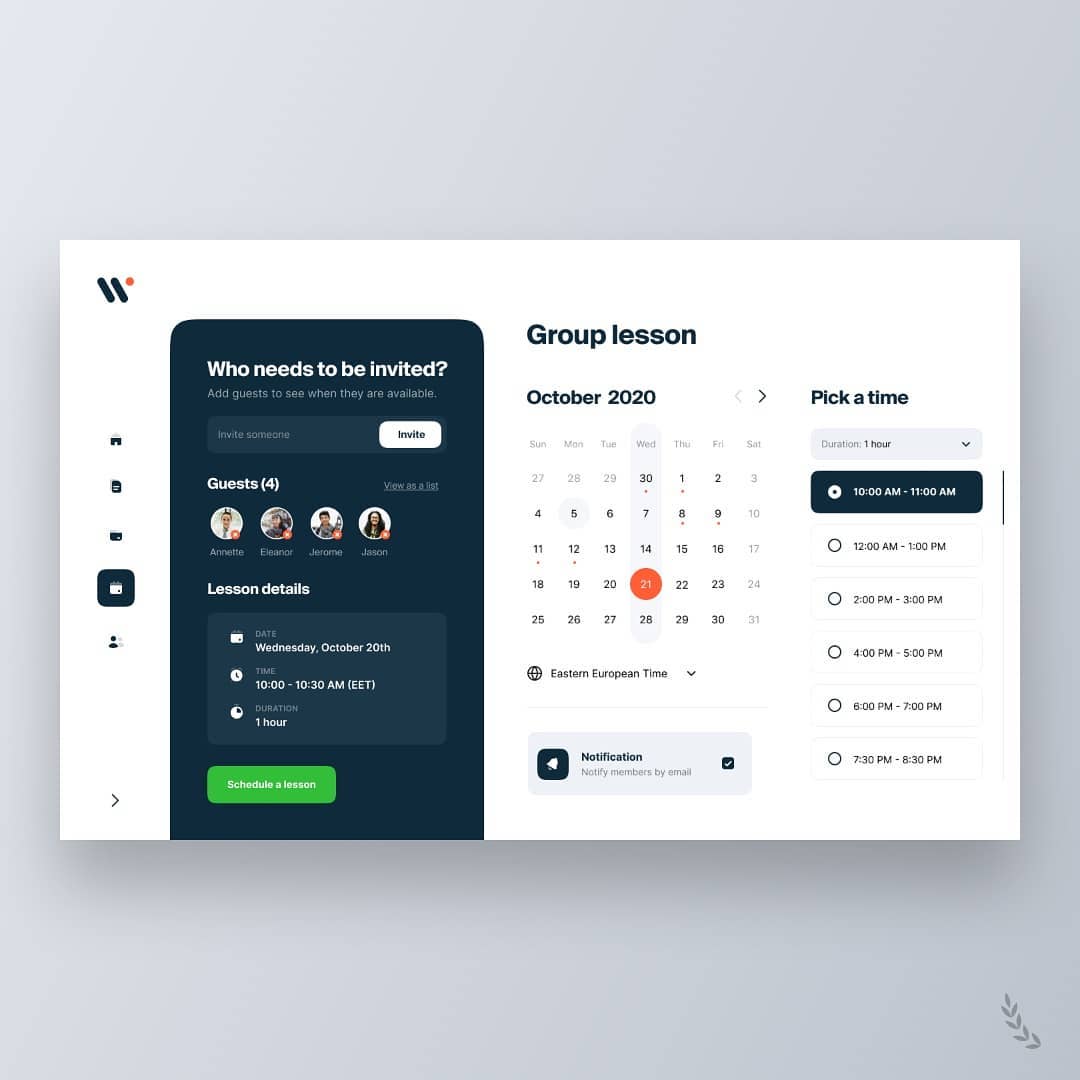 Who needs to be invited?
Add guests to see when they are available.
Invite someone
Invite
Guests (4)
View as a list
Annette Eleanor Jerome Jason
Lesson details
DATE
Wednesday, October 20th
TIME
10:00 - 10:30 AM (EET)
DURATION
1 hour
Schedule a lesson
Group lesson
October 2020
Sun Mon Tue Wed Thu Fri Sat
27 28 29 30 1 2 3
4 5 6 7 8 9 10
11 12 13 14 15 16 17
18 19 20 21 22 23 24
25 26 27 28 29 30 31
Eastern European Time
Notification
Notify members by email
Pick a time
Duration: 1 hour
10:00 AM - 11:00 AM
12:00 AM - 1:00 PM
2:00 PM - 3:00 PM
4:00 PM - 5:00 PM
6:00 PM - 7:00 PM
7:30 PM - 8:30 PM